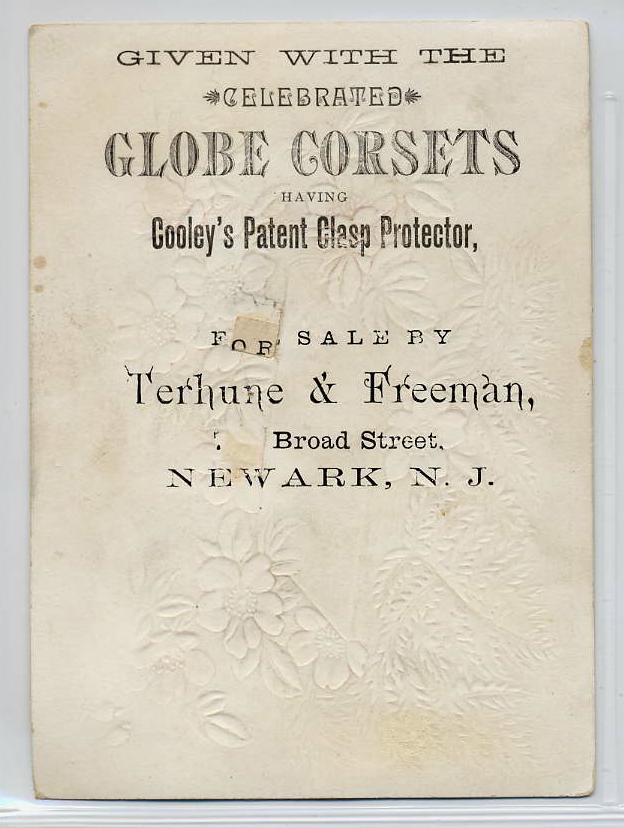 GIVEN WITH THE
CELEBRATED
GLOBE CORSETS
HAVING
Cooley's Patent Clasp Protector,
FOR SALE BY
Terhune & Freeman,
Broad Street,
NEWARK, N. J.